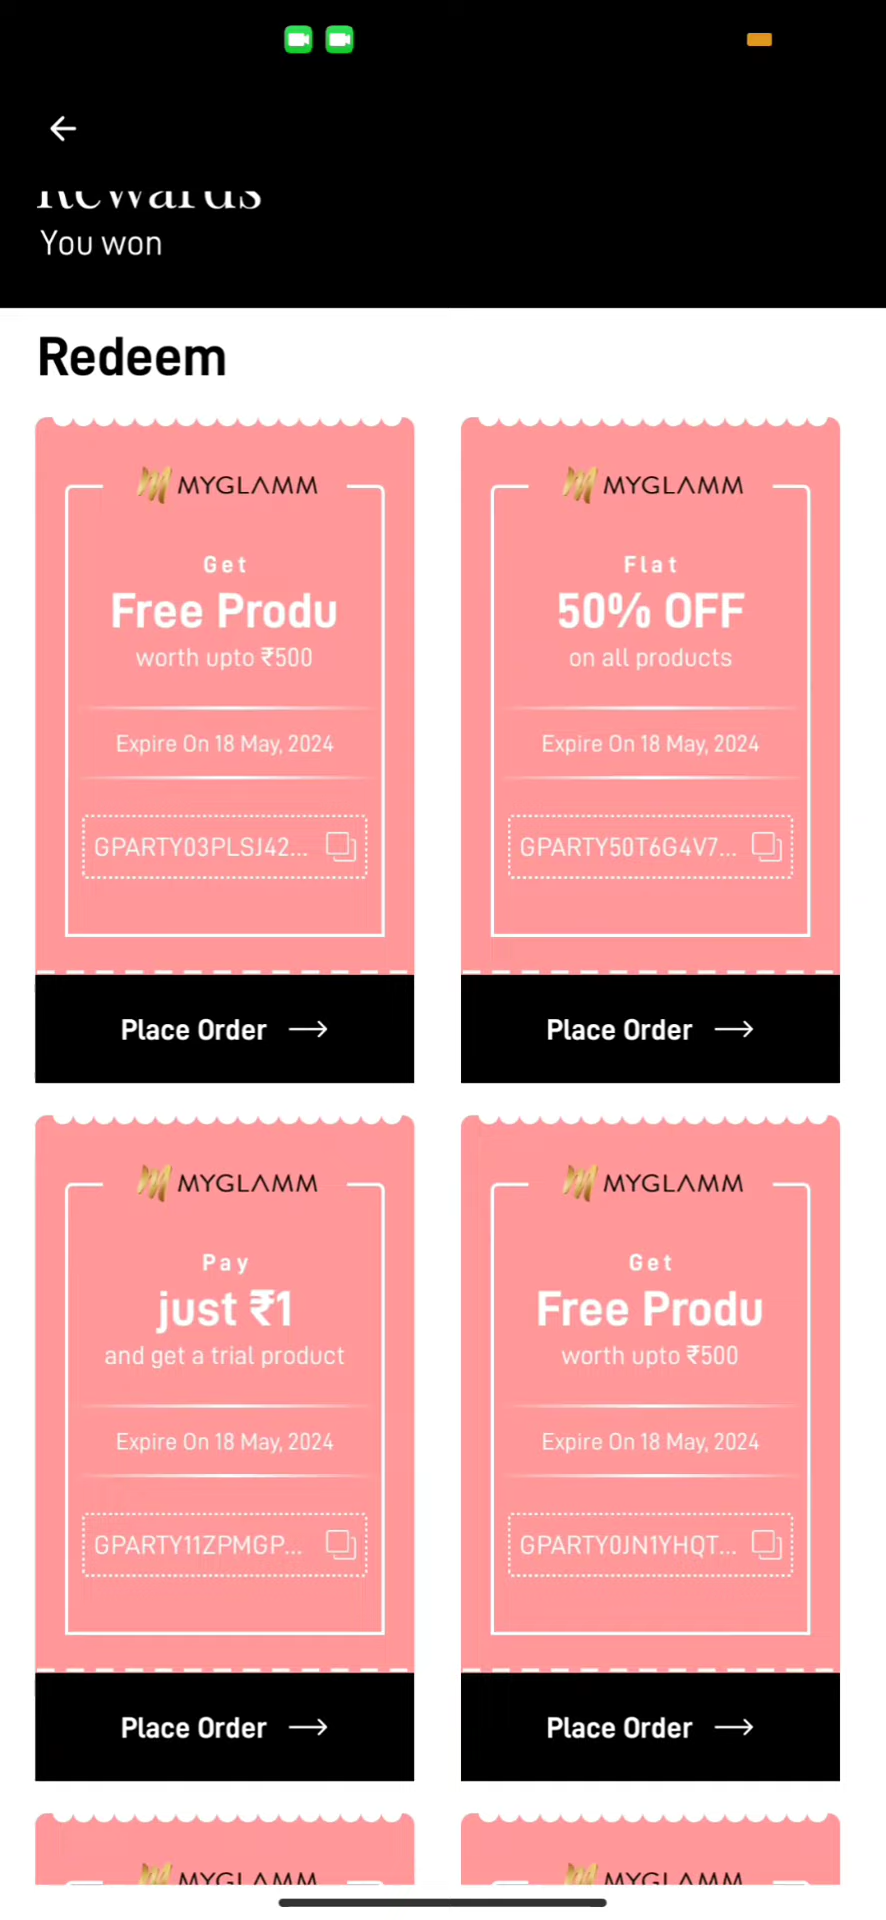 Rewards
You won
Redeem
MYGLAMM
Get
Free Produ
worth upto ₹500
Expire On 18 May, 2024
GPARTY03PLSJ42...
Place Order
MYGLAMM
Flat
50% OFF
on all products
Expire On 18 May, 2024
GPARTY50T6G4V7...
Place Order
MYGLAMM
Pay
just ₹1
and get a trial product
Expire On 18 May, 2024
GPARTY11ZPMGP...
Place Order
MYGLAMM
Get
Free Produ
worth upto ₹500
Expire On 18 May, 2024
GPARTY0JN1YHQT...
Place Order
MYGLAMM
MYGLAMM